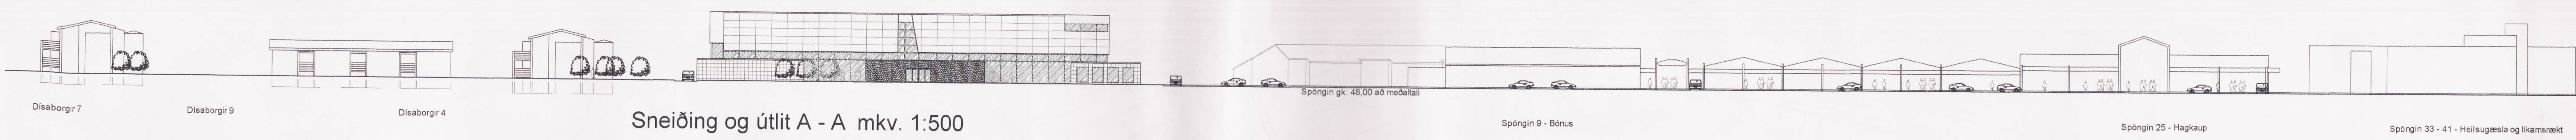 Dísaborgir 7
Dísaborgir 9
Dísaborgir 4
Sneiðing og útlit A - A mkv. 1:500
Spöngin gk: 48,00 að meðaltali
Spöngin 9 - Bónus
Spöngin 25 - Hagkaup
Spöngin 33 - 41 - Heilsugæsla og líkamsrækt